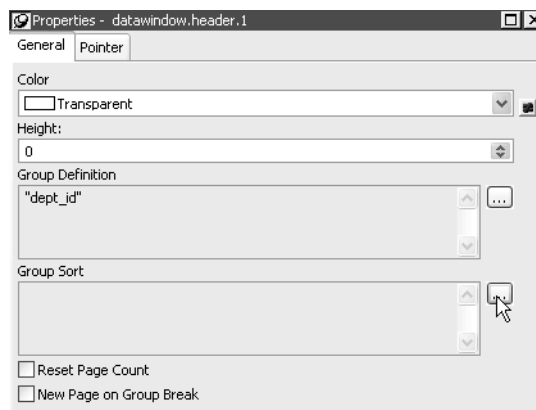 Properties - datawindow.header.1
General Pointer
Color
Transparent
Height:
0
Group Definition
"dept_id"
...
Group Sort
...
Reset Page Count
New Page on Group Break